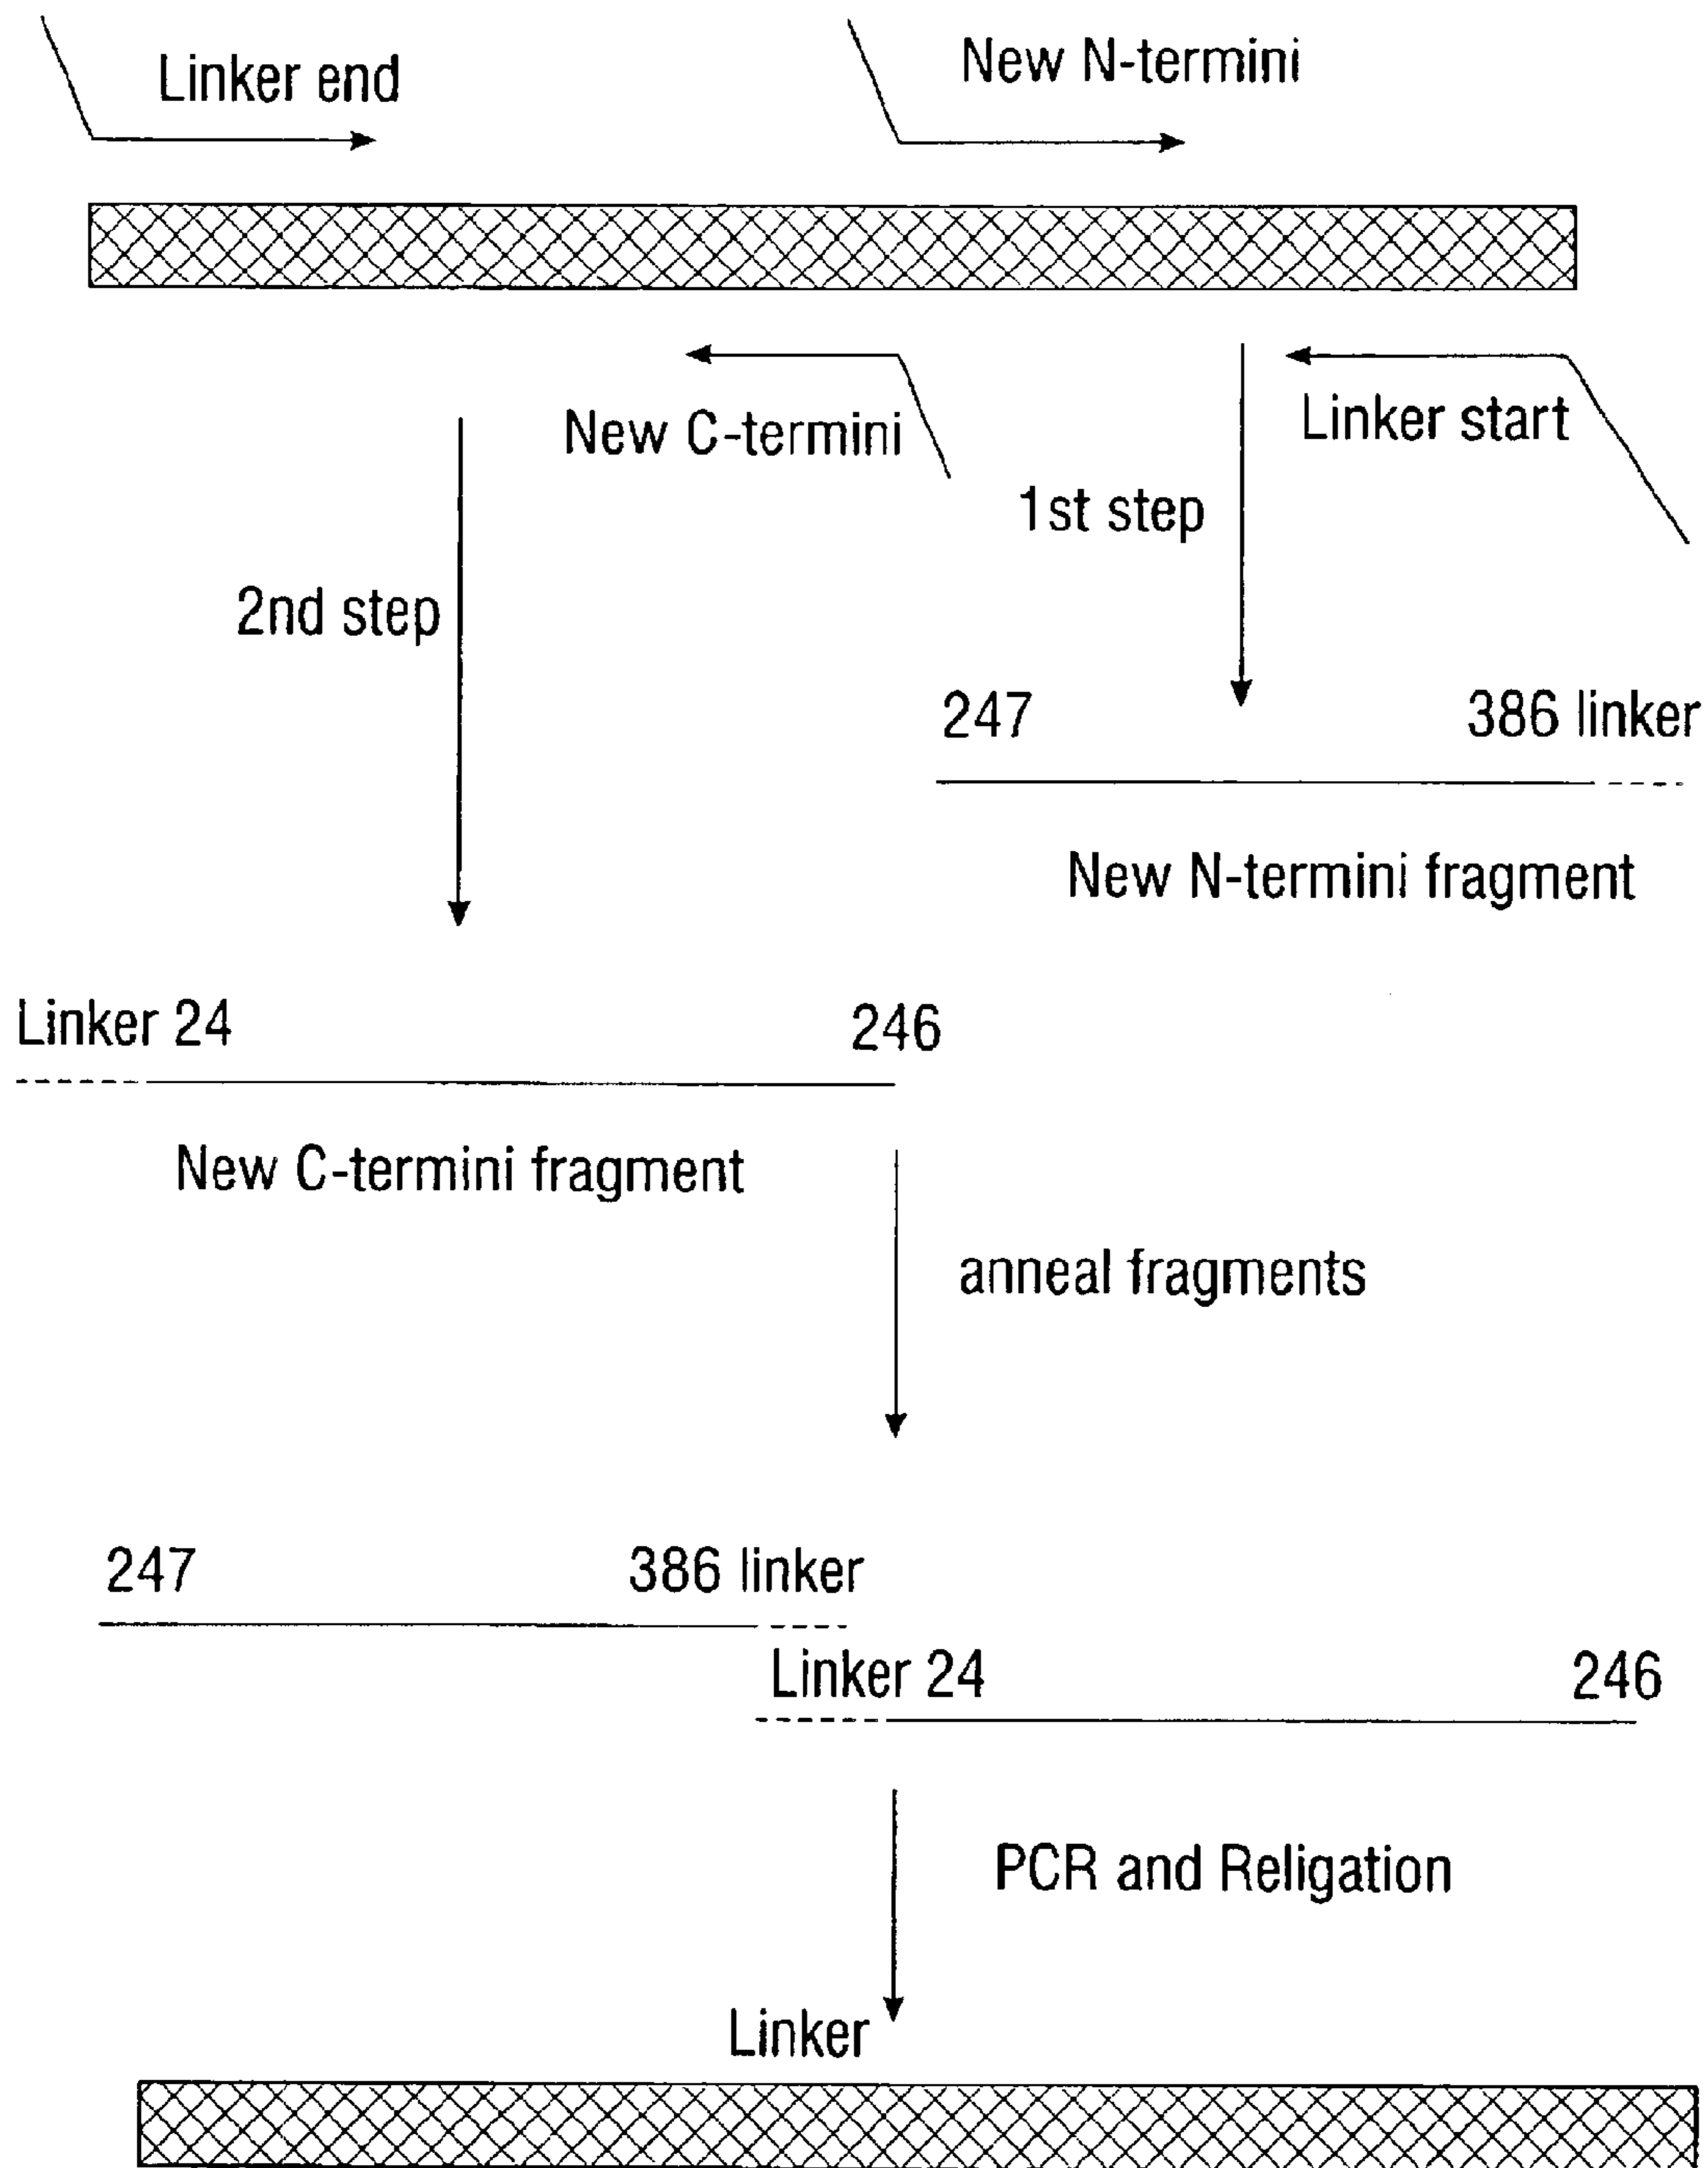 Linker end
New N-termini
New C-termini
Linker start
1st step
2nd step
247
386 linker
New N-termini fragment
Linker 24
246
New C-termini fragment
anneal fragments
247
386 linker
Linker 24
246
PCR and Religation
Linker